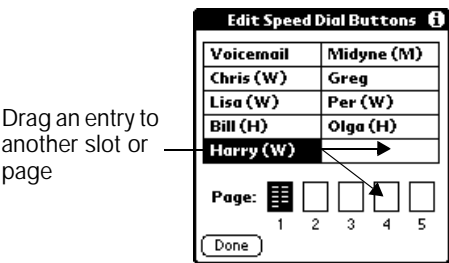 Edit Speed Dial Buttons i
Voicemail Midyne (M)
Chris (W) Greg
Lisa (W) Per (W)
Bill (H) Olga (H)
Harry (W)
Drag an entry to
another slot or
page
Page:
1 2 3 4 5
Done